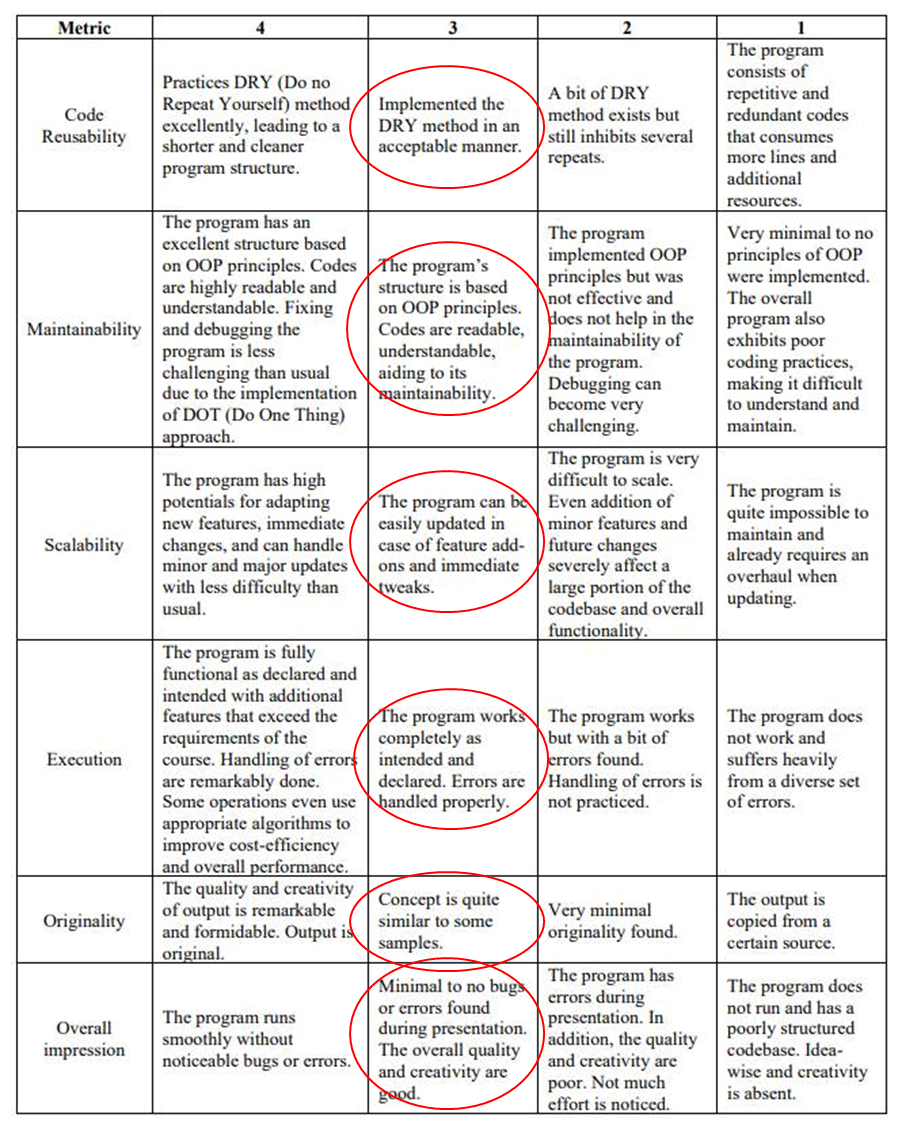 Metric 4 3 2 1
Code
Reusability
Practices DRY (Do no
Repeat Yourself) method
excellently, leading to a
shorter and cleaner
program structure.
Implemented the
DRY method in an
acceptable manner.
A bit of DRY
method exists but
still inhibits several
repeats.
The program
consists of
repetitive and
redundant codes
that consumes
more lines and
additional
resources.
Maintainability
The program has an
excellent structure based
on OOP principles. Codes
are highly readable and
understandable. Fixing
and debugging the
program is less
challenging than usual
due to the implementation
of DOT (Do One Thing)
approach.
The program's
structure is based
on OOP principles.
Codes are readable,
understandable,
aiding to its
maintainability.
The program
implemented OOP
principles but was
not effective and
does not help in the
maintainability of
the program.
Debugging can
become very
challenging.
Very minimal to no
principles of OOP
were implemented.
The overall
program also
exhibits poor
coding practices,
making it difficult
to understand and
maintain.
Scalability
The program has high
potentials for adapting
new features, immediate
changes, and can handle
minor and major updates
with less difficulty than
usual.
The program can be
easily updated in
case of feature add-
ons and immediate
tweaks.
The program is very
difficult to scale.
Even addition of
minor features and
future changes
severely affect a
large portion of the
codebase and overall
functionality.
The program is
quite impossible to
maintain and
already requires an
overhaul when
updating.
Execution
The program is fully
functional as declared and
intended with additional
features that exceed the
requirements of the
course. Handling of errors
are remarkably done.
Some operations even use
appropriate algorithms to
improve cost-efficiency
and overall performance.
The program works
completely as
intended and
declared. Errors are
handled properly.
The program works
but with a bit of
errors found.
Handling of errors is
not practiced.
The program does
not work and
suffers heavily
from a diverse set
of errors.
Originality
The quality and creativity
of output is remarkable
and formidable. Output is
original.
Concept is quite
similar to some
samples.
Very minimal
originality found.
The output is
copied from a
certain source.
Overall
impression
The program runs
smoothly without
noticeable bugs or errors.
Minimal to no bugs
or errors found
during presentation.
The overall quality
and creativity are
good.
The program has
errors during
presentation. In
addition, the quality
and creativity are
poor. Not much
effort is noticed.
The program does
not run and has a
poorly structured
codebase. Idea-
wise and creativity
is absent.